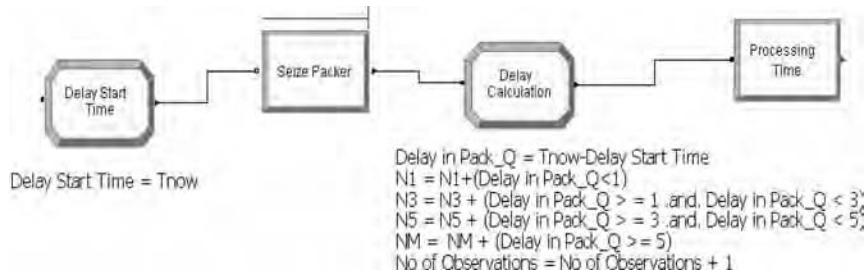 Delay Start
Time
Seize Packer
Delay
Calculation
Processing
Time
Delay Start Time = Tnow
Delay in Pack_Q = Tnow-Delay Start Time
N1 = N1+(Delay in Pack_Q<1)
N3 = N3 + (Delay in Pack_Q > = 1 .and. Delay in Pack_Q < 3)
N5 = N5 + (Delay in Pack_Q > = 3 .and. Delay in Pack_Q < 5)
NM = NM + (Delay in Pack_Q >= 5)
No of Observations = No of Observations + 1